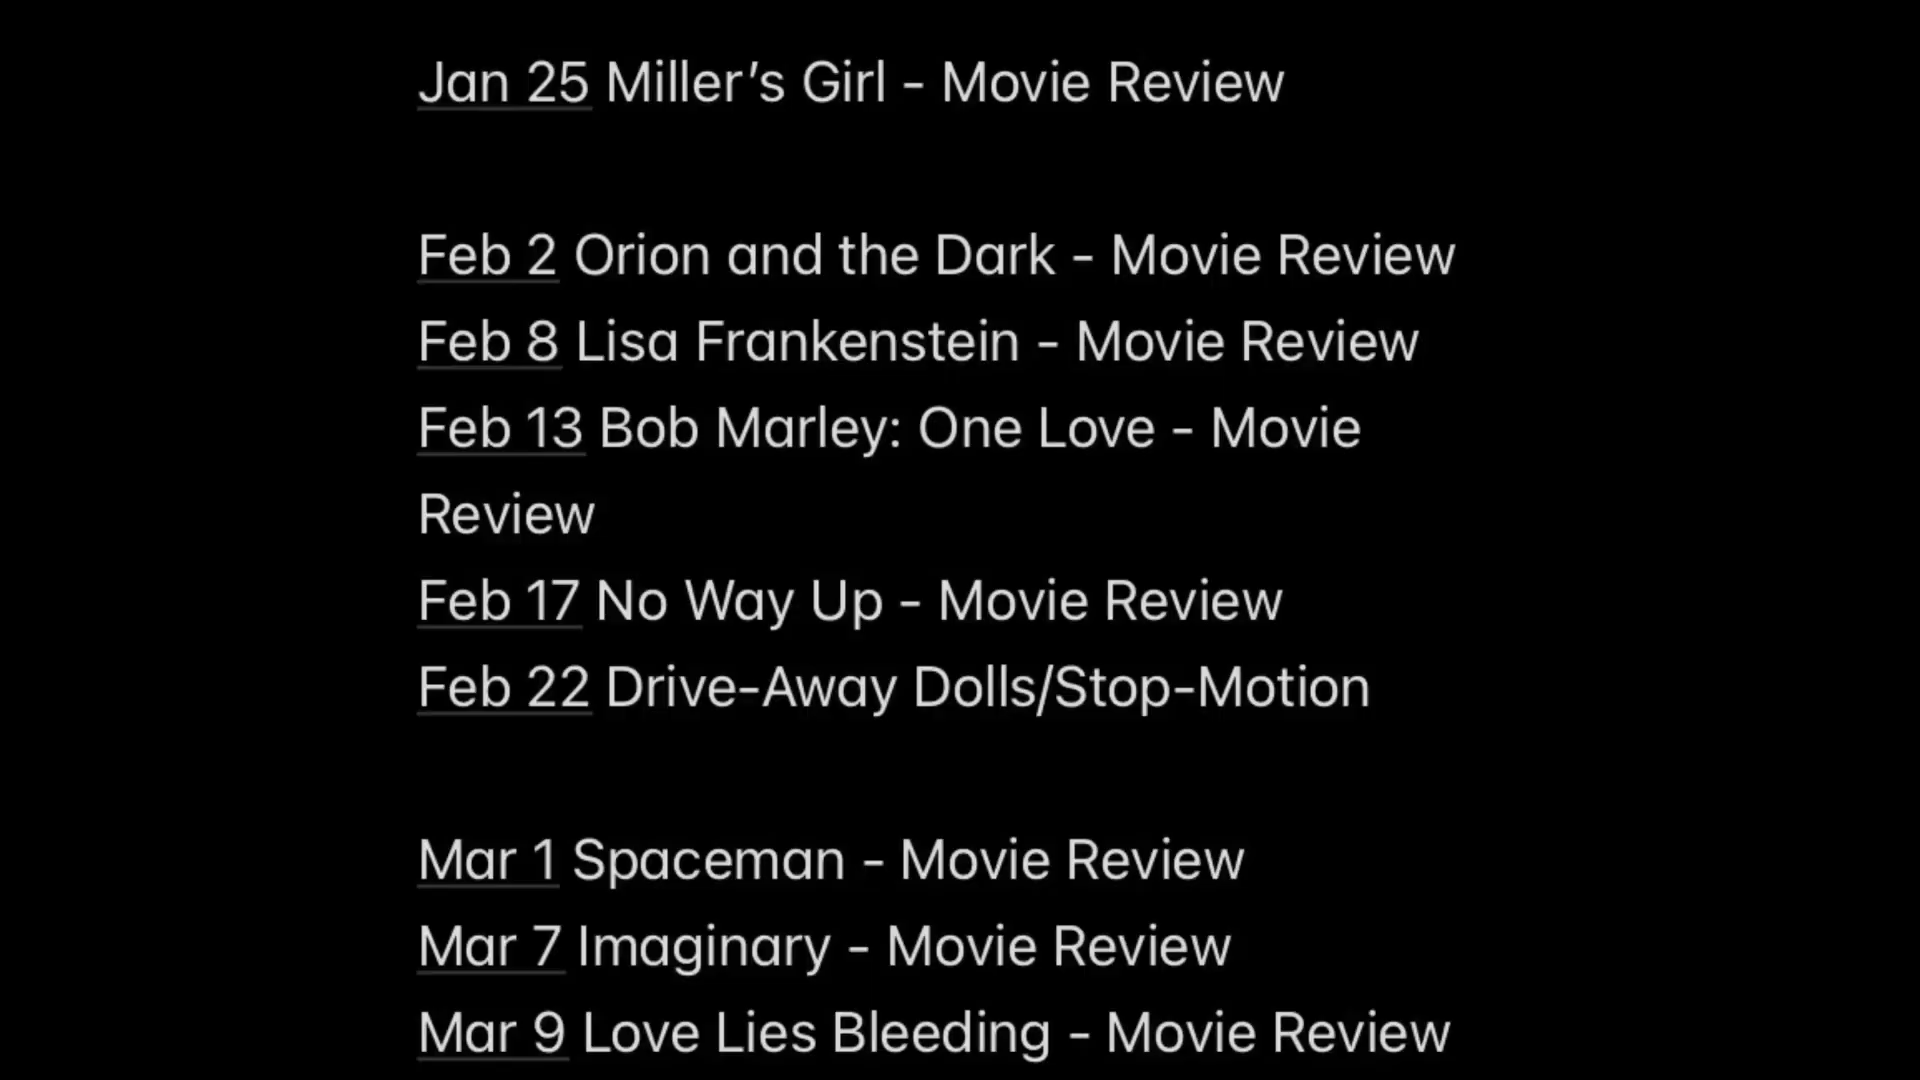 Jan 25 Miller's Girl - Movie Review
Feb 2 Orion and the Dark - Movie Review
Feb 8 Lisa Frankenstein - Movie Review
Feb 13 Bob Marley: One Love - Movie
Review
Feb 17 No Way Up - Movie Review
Feb 22 Drive-Away Dolls/Stop-Motion
Mar 1 Spaceman - Movie Review
Mar 7 Imaginary - Movie Review
Mar 9 Love Lies Bleeding - Movie Review